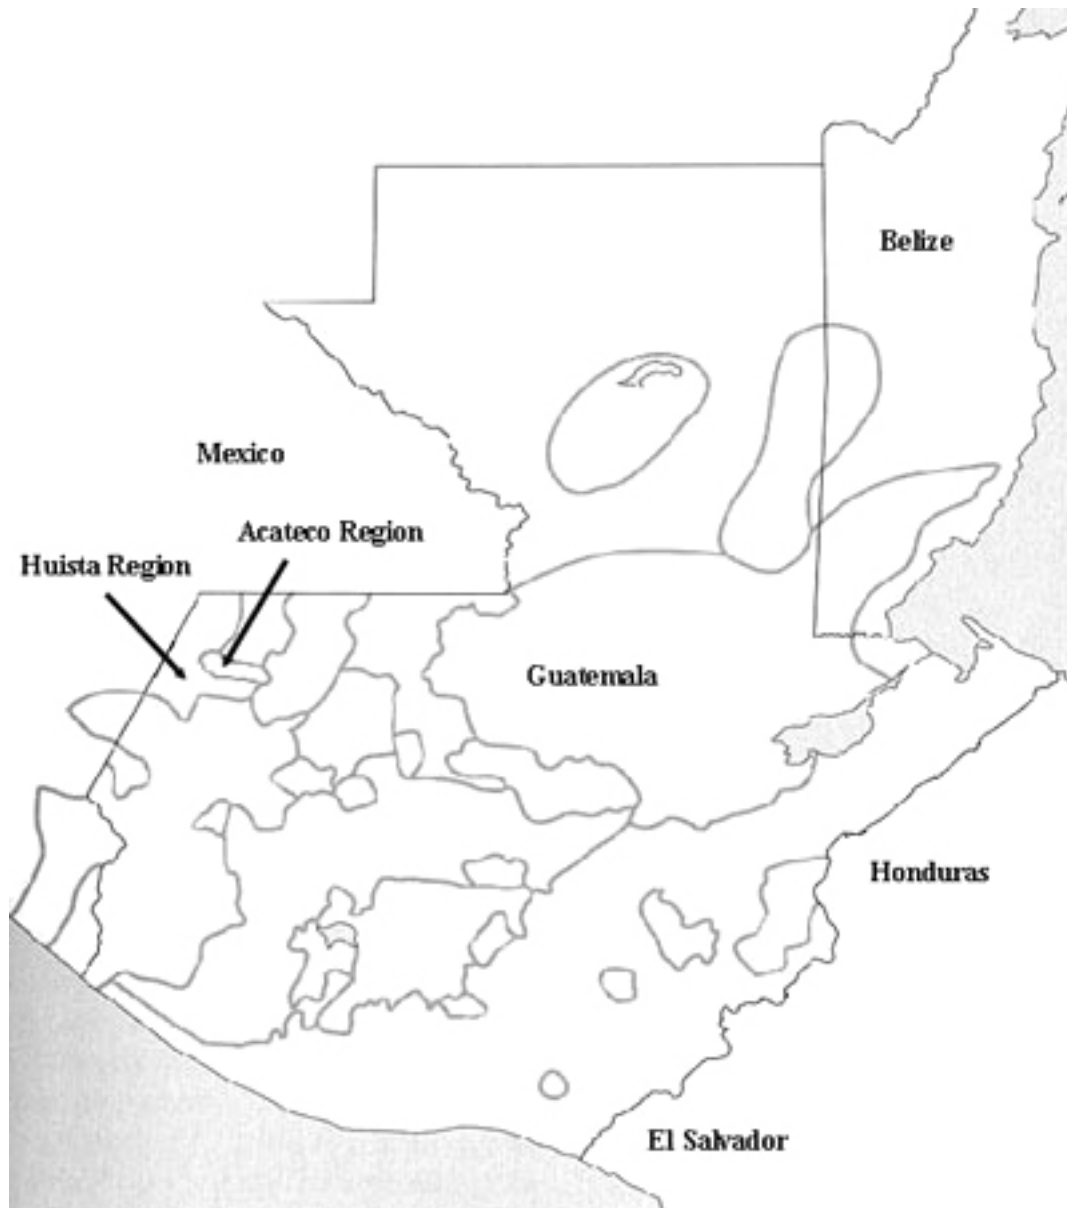 Belize
Mexico
Acateco Region
Huista Region
Guatemala
Honduras
El Salvador